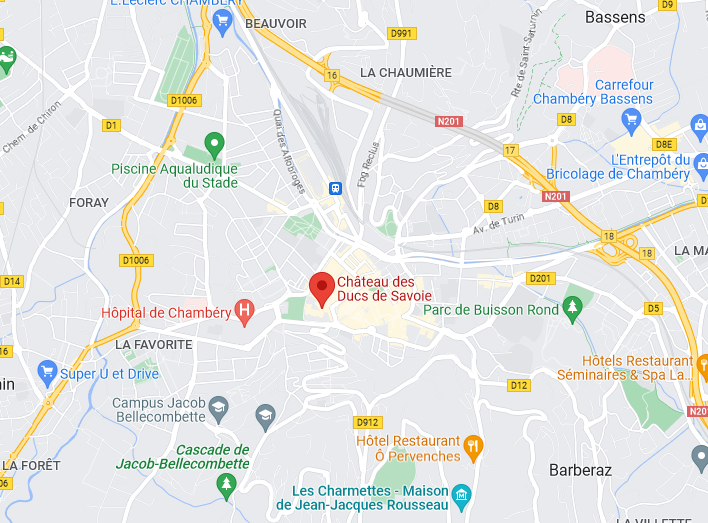 L'Leclerc CHAMBÉRY
BEAUVOIR
Bassens
D9
D991
LA CHAUMIÈRE
16
Rte de Saint-Saturnin
Carrefour
Chambéry Bassens
D1006
Chem. de Chiron
D1
N201
D8
Quai des Allobroges
Fbg Reclus
Piscine Aqualudique
du Stade
17
D8E
L'Entrepôt du
Bricolage de Chambéry
FORAY
N201
D8
Av. de Turin
18
18
D1006
LA MA
D14
Château des
Ducs de Savoie
D201
Hôpital de Chambéry
H
Parc de Buisson Rond
D5
LA FAVORITE
Hôtels Restaurant
Séminaires & Spa La...
Super U et Drive
in
D12
Campus Jacob
Bellecombette
D912
N201
Hôtel Restaurant
Ô Pervenches
Cascade de
Jacob-Bellecombette
LA FORÊT
Barberaz
06
Les Charmettes - Maison
de Jean-Jacques Rousseau
LA VILLETTE